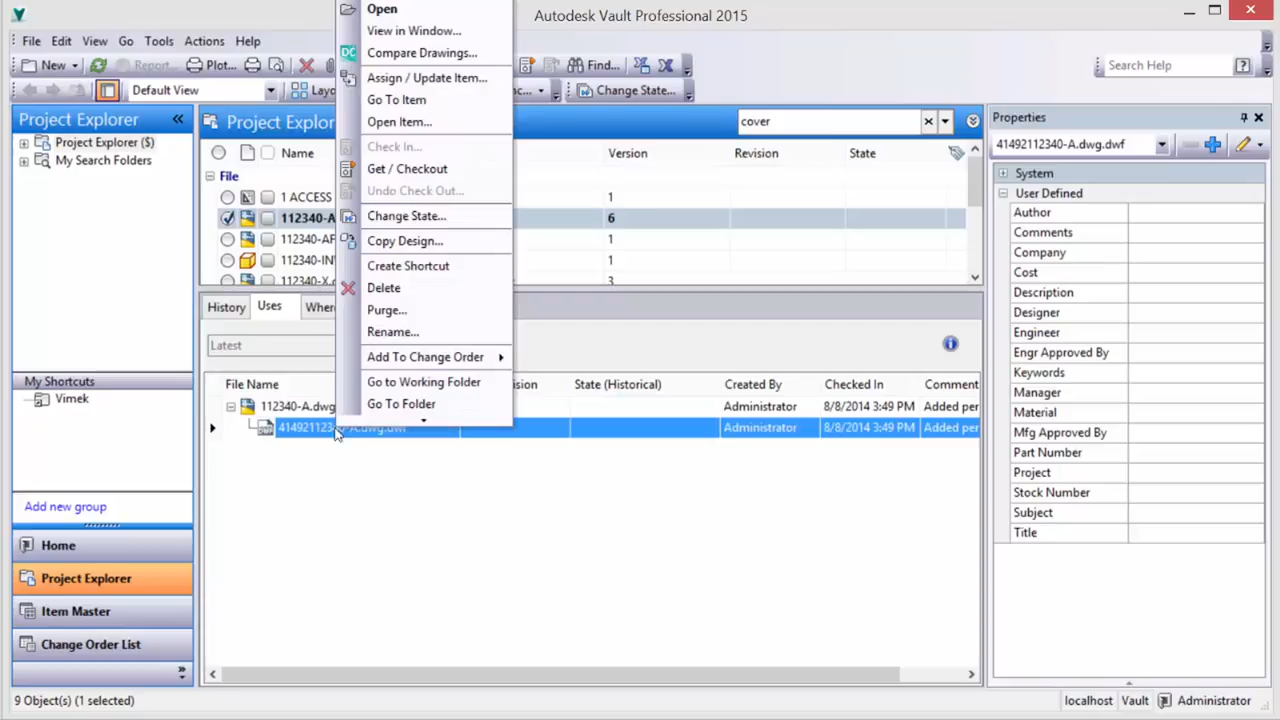 Autodesk Vault Professional 2015
File Edit View Go Tools Actions Help
New Report... Plot... Find...
Search Help
Default View
Change State...
Project Explorer
Project Explorer ($)
My Search Folders
My Shortcuts
Vimek
Add new group
Home
Project Explorer
Item Master
Change Order List
cover
Name Version Revision State
File
1 ACCESS 1
112340-A 6
112340-AF 1
1
112340-X 3
History Uses
Latest
File Name State (Historical) Created By Checked In
112340-A.dwg Administrator 8/8/2014 3:49 PM Added per
41492112340-A.dwg.dwf Administrator 8/8/2014 3:49 PM Added per
Open
View in Window...
DC Compare Drawings...
Assign / Update Item...
Go To Item
Open Item...
Check In...
Get / Checkout
Undo Check Out...
Change State...
Copy Design...
Create Shortcut
Delete
Purge...
Rename...
Add To Change Order
Go to Working Folder
Go To Folder
Properties
41492112340-A.dwg.dwf
System
User Defined
Author
Comments
Company
Cost
Description
Designer
Engineer
Engr Approved By
Keywords
Manager
Material
Mfg Approved By
Part Number
Project
Stock Number
Subject
Title
9 Object(s) (1 selected)
localhost Vault Administrator